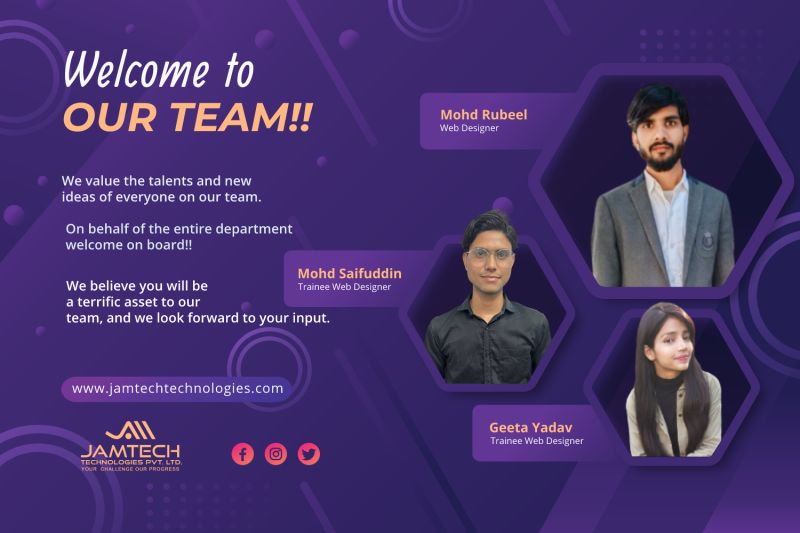 Welcome to
OUR TEAM!!
We value the talents and new
ideas of everyone on our team.
On behalf of the entire department
welcome on board!!
We believe you will be
a terrific asset to our
team, and we look forward to your input.
www.jamtechtechnologies.com
JAMTECH
TECHNOLOGIES PVT. LTD.
YOUR CHALLENGE OUR PROGRESS
Mohd Rubeel
Web Designer
Mohd Saifuddin
Trainee Web Designer
Geeta Yadav
Trainee Web Designer